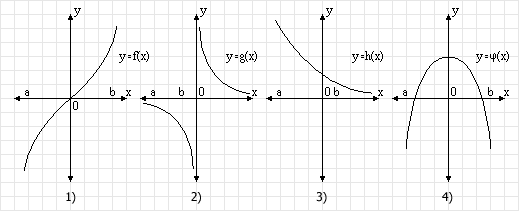 y y y y
y=f(x) y=g(x) y=h(x) y=φ(x)
a b x a b x a b x a b x
0 0 0 0
1) 2) 3) 4)